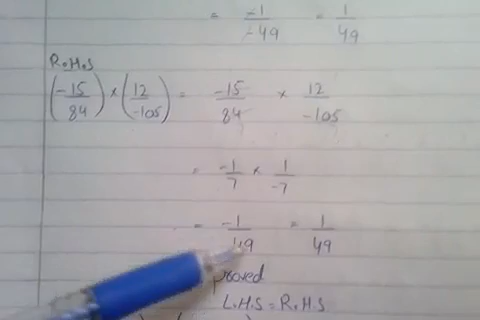 = -1/-49 = 1/49
R.H.S
(-15/84) × (12/-105) = -15/84 × 12/-105
= -1/7 × 1/-7
= -1/-49 = 1/49
proved
L.H.S = R.H.S